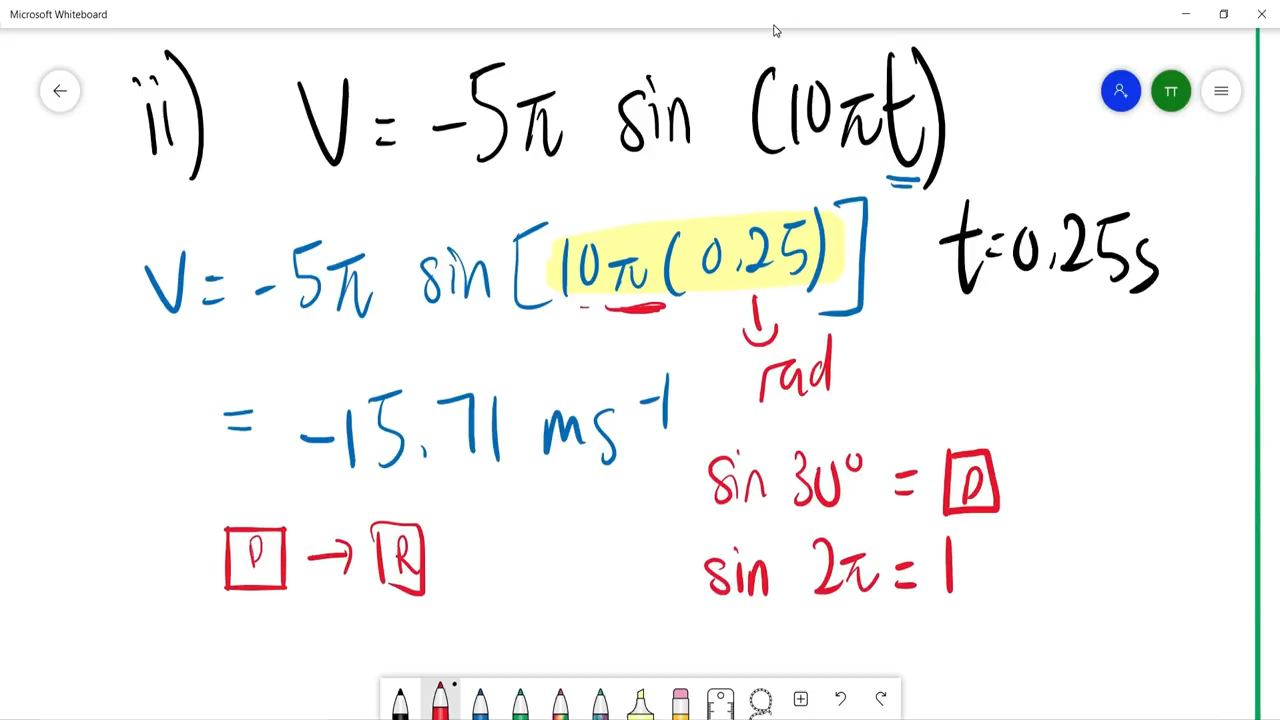 Microsoft Whiteboard
ii) V = -5π sin (10πt)
TT
t=0.25s
V = -5π sin [10π(0.25)]
rad
= -15.71 ms⁻¹
sin 30° = D
D → R
sin 2π = 1